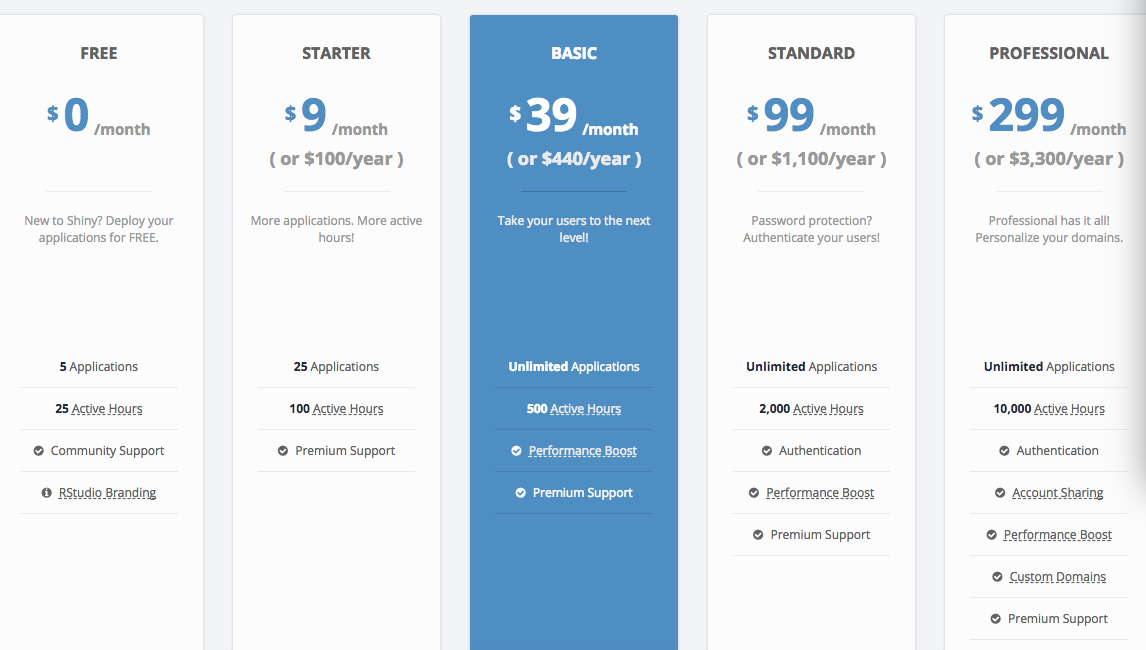 FREE
$ 0 /month
New to Shiny? Deploy your
applications for FREE.
5 Applications
25 Active Hours
Community Support
RStudio Branding
STARTER
$ 9 /month
( or $100/year )
More applications. More active
hours!
25 Applications
100 Active Hours
Premium Support
BASIC
$ 39 /month
( or $440/year )
Take your users to the next
level!
Unlimited Applications
500 Active Hours
Performance Boost
Premium Support
STANDARD
$ 99 /month
( or $1,100/year )
Password protection?
Authenticate your users!
Unlimited Applications
2,000 Active Hours
Authentication
Performance Boost
Premium Support
PROFESSIONAL
$ 299 /month
( or $3,300/year )
Professional has it all!
Personalize your domains.
Unlimited Applications
10,000 Active Hours
Authentication
Account Sharing
Performance Boost
Custom Domains
Premium Support